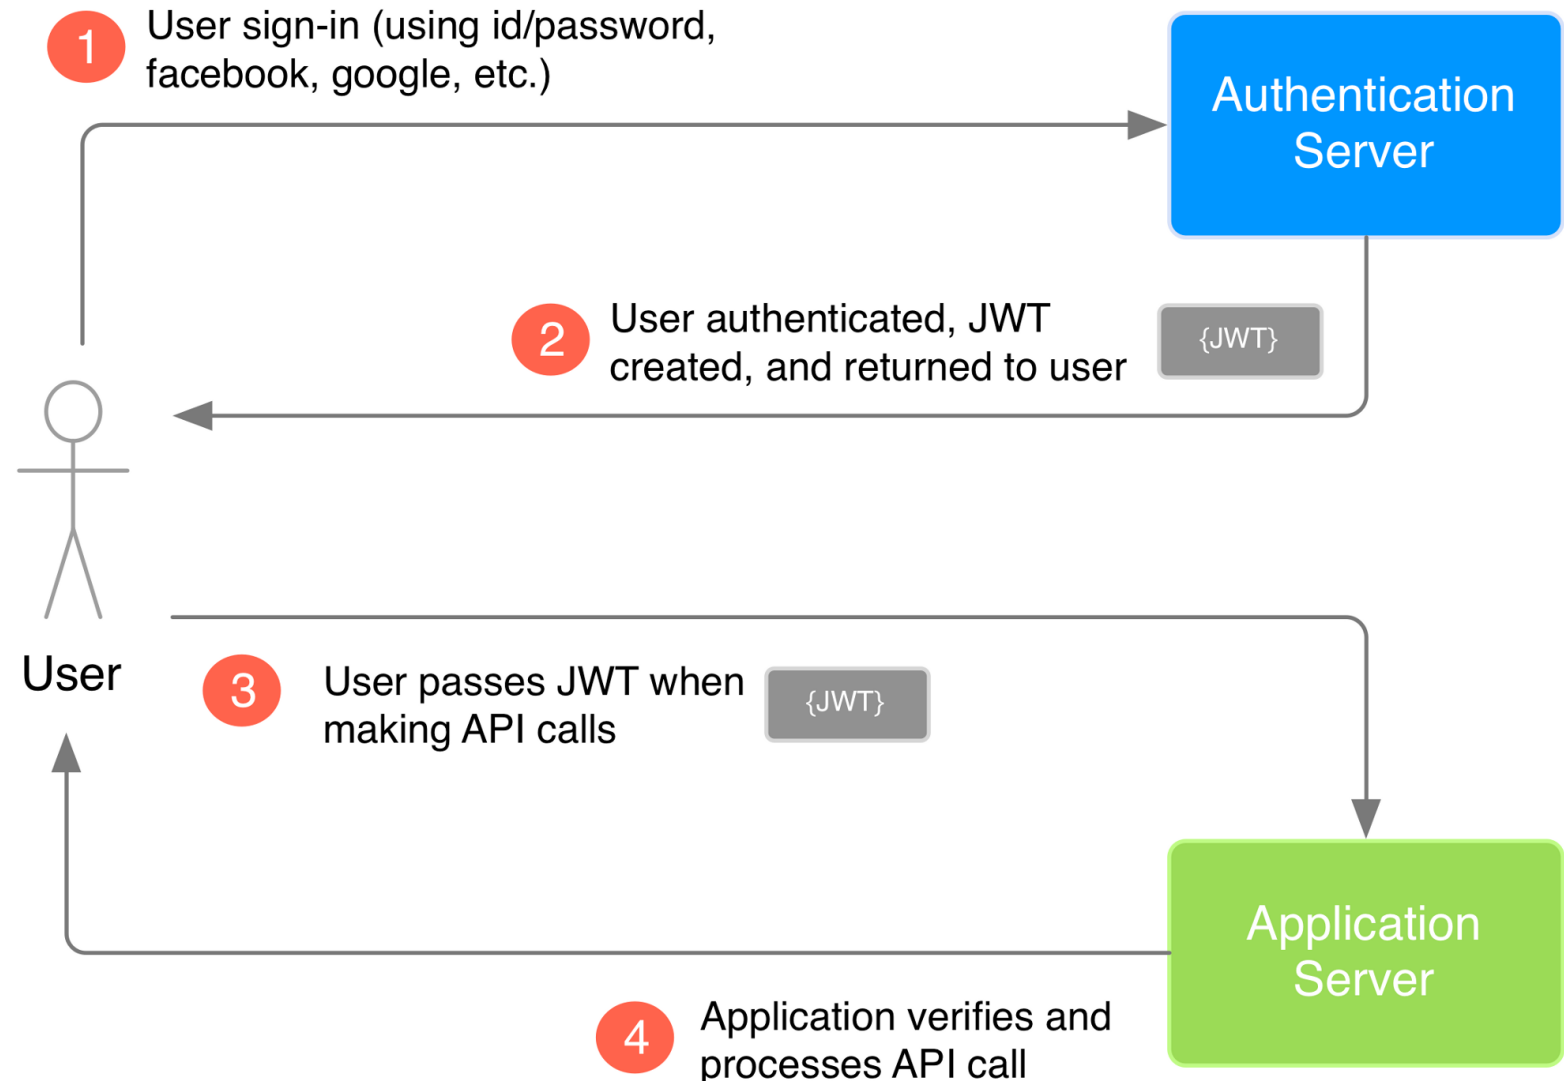 1
User sign-in (using id/password,
facebook, google, etc.)
Authentication
Server
2
User authenticated, JWT
created, and returned to user
{JWT}
User
3
User passes JWT when
making API calls
{JWT}
Application
Server
4
Application verifies and
processes API call